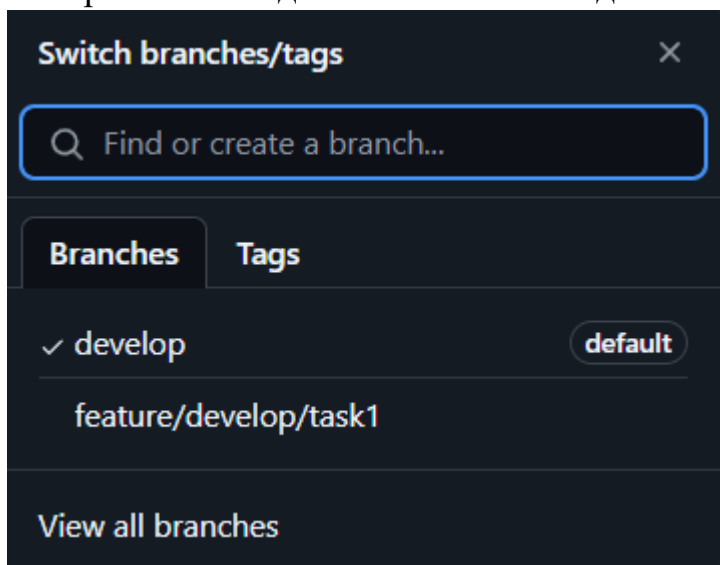 Switch branches/tags
Find or create a branch...
Branches Tags
develop default
feature/develop/task1
View all branches